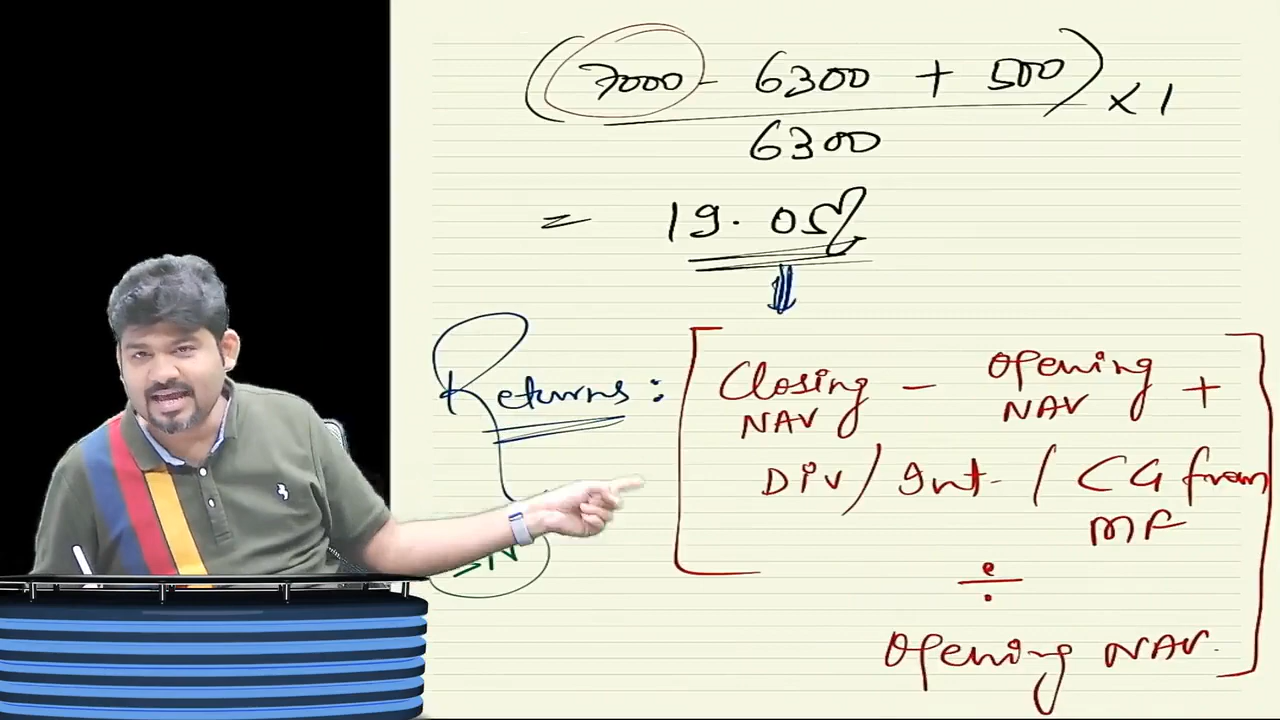 (7000 - 6300 + 500) × 1
6300
= 19.05%
Returns: [ Closing NAV - Opening NAV +
Div / Int. / CG from MF
÷
Opening NAV. ]